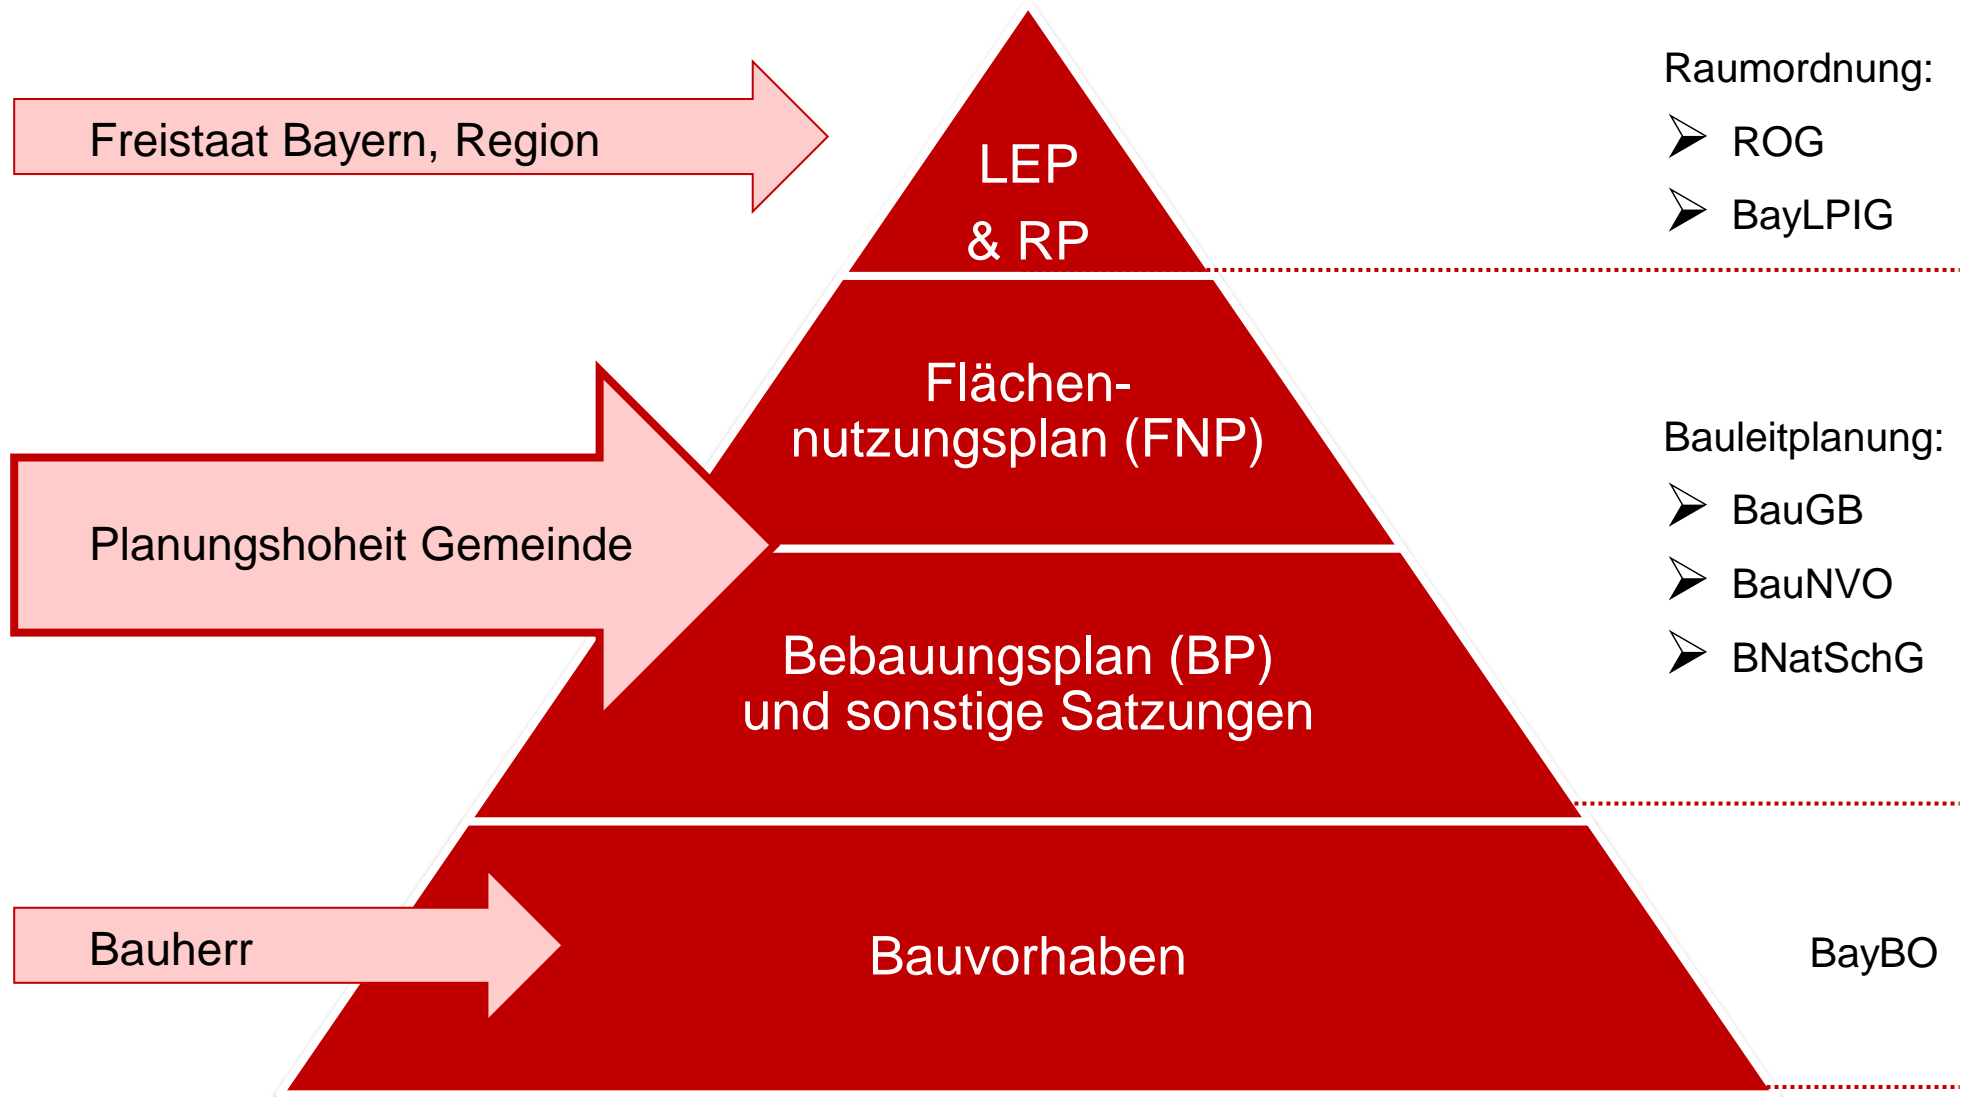 Freistaat Bayern, Region
Planungshoheit Gemeinde
Bauherr
LEP
& RP
Flächen-
nutzungsplan (FNP)
Bebauungsplan (BP)
und sonstige Satzungen
Bauvorhaben
Raumordnung:
ROG
BayLPlG
Bauleitplanung:
BauGB
BauNVO
BNatSchG
BayBO